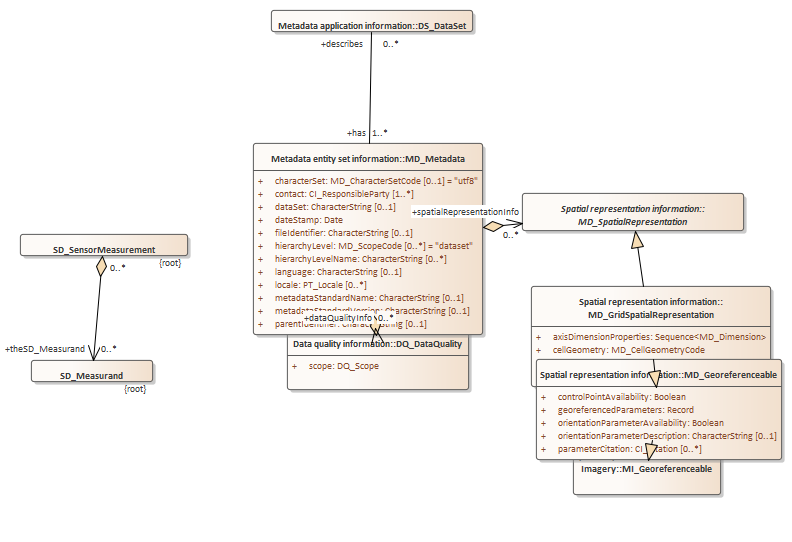 Metadata application information::DS_DataSet
+describes 0..*
+has 1..*
Metadata entity set information::MD_Metadata
+ characterSet: MD_CharacterSetCode [0..1] = "utf8"
+ contact: CI_ResponsibleParty [1..*]
+ dataSet: CharacterString [0..1]
+ dateStamp: Date
+ fileIdentifier: CharacterString [0..1]
+ hierarchyLevel: MD_ScopeCode [0..*] = "dataset"
+ hierarchyLevelName: CharacterString [0..*]
+ language: CharacterString [0..1]
+ locale: PT_Locale [0..*]
+ metadataStandardName: CharacterString [0..1]
+ metadataStandardVersion: CharacterString [0..1]
+ parentIdentifier: CharacterString [0..1]
+spatialRepresentationInfo
0..*
Spatial representation information::
MD_SpatialRepresentation
SD_SensorMeasurement
{root}
0..*
+theSD_Measurand 0..*
SD_Measurand
{root}
+dataQualityInfo 0..*
Data quality information::DQ_DataQuality
+ scope: DQ_Scope
Spatial representation information::
MD_GridSpatialRepresentation
+ axisDimensionProperties: Sequence<MD_Dimension>
+ cellGeometry: MD_CellGeometryCode
Spatial representation information::MD_Georeferenceable
+ controlPointAvailability: Boolean
+ georeferencedParameters: Record
+ orientationParameterAvailability: Boolean
+ orientationParameterDescription: CharacterString [0..1]
+ parameterCitation: CI_Citation [0..*]
Imagery::MI_Georeferenceable